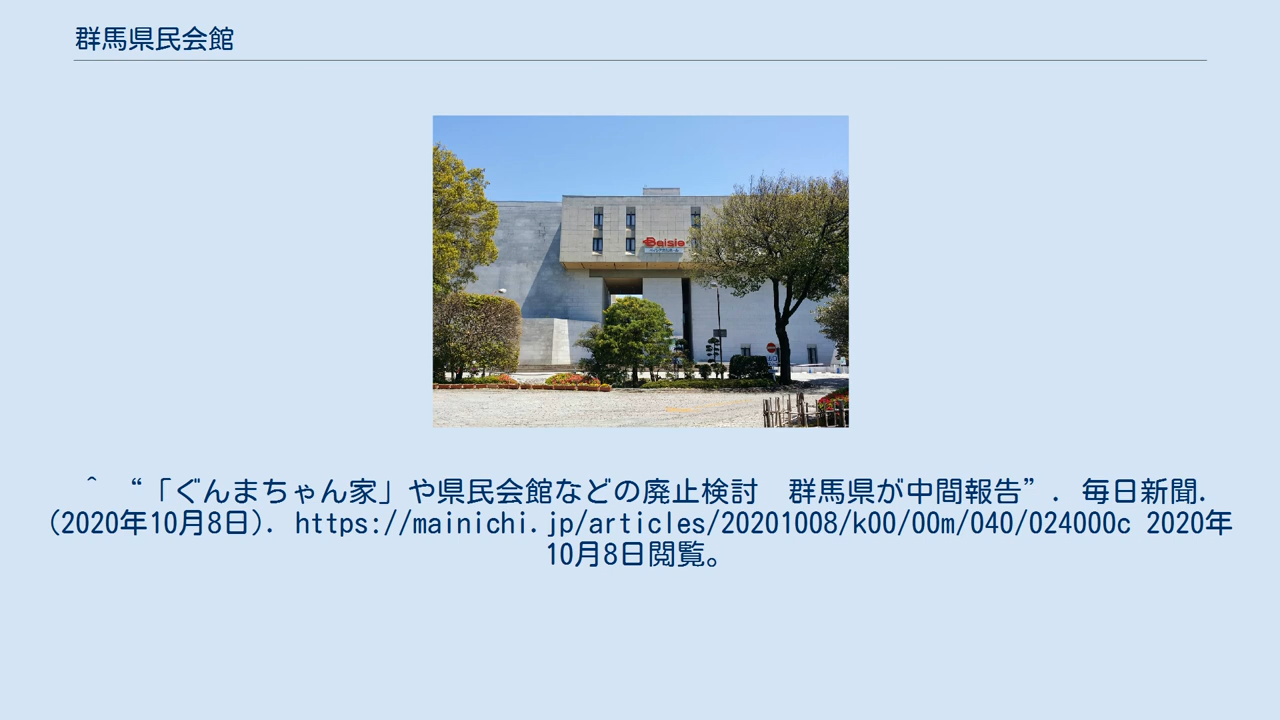 群馬県民会館
Beisia
^ “「ぐんまちゃん家」や県民会館などの廃止検討　群馬県が中間報告”. 毎日新聞.
(2020年10月8日). https://mainichi.jp/articles/20201008/k00/00m/040/024000c 2020年
10月8日閲覧。